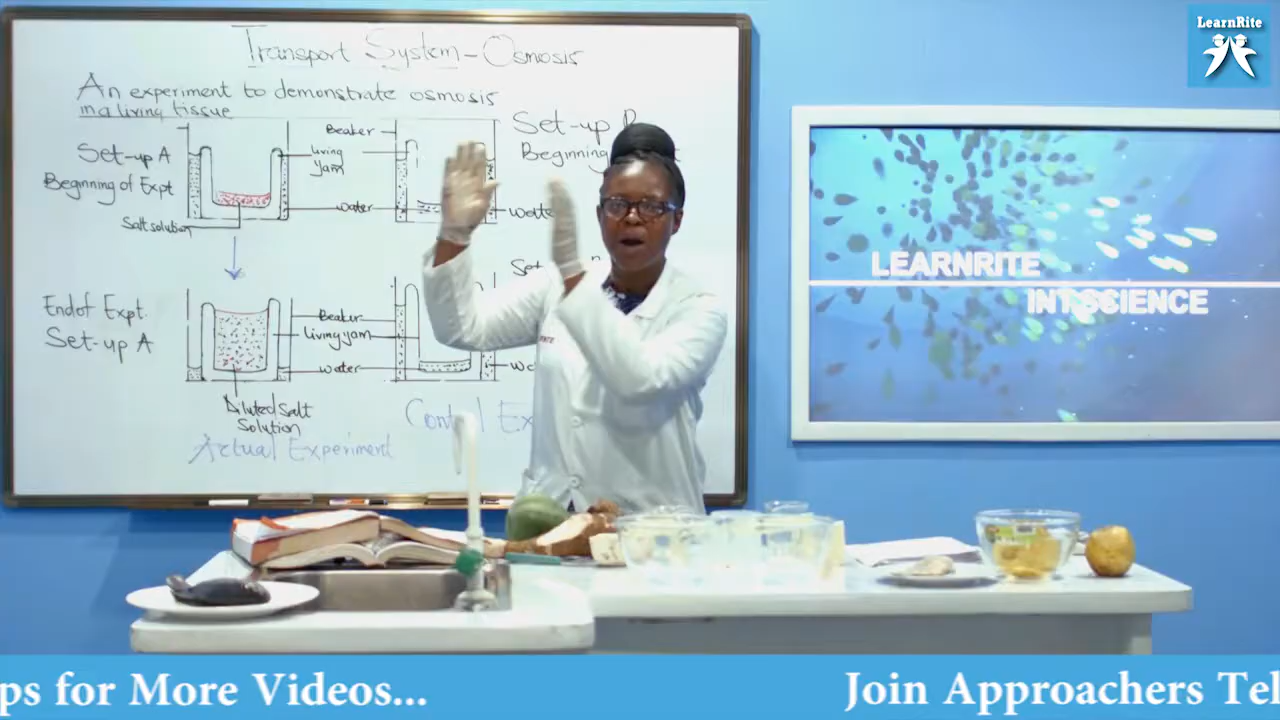 LearnRite
Transport System - Osmosis
An experiment to demonstrate osmosis
in a living tissue
Set-up A
Beginning of Expt
Salt solution
Beaker
living
yam
water
Set-up B
Beginning
water
End of Expt.
Set-up A
Beaker
living yam
water
Diluted Salt
Solution
Actual Experiment
LEARNRITE
INT SCIENCE
ps for More Videos...
Join Approachers Tel